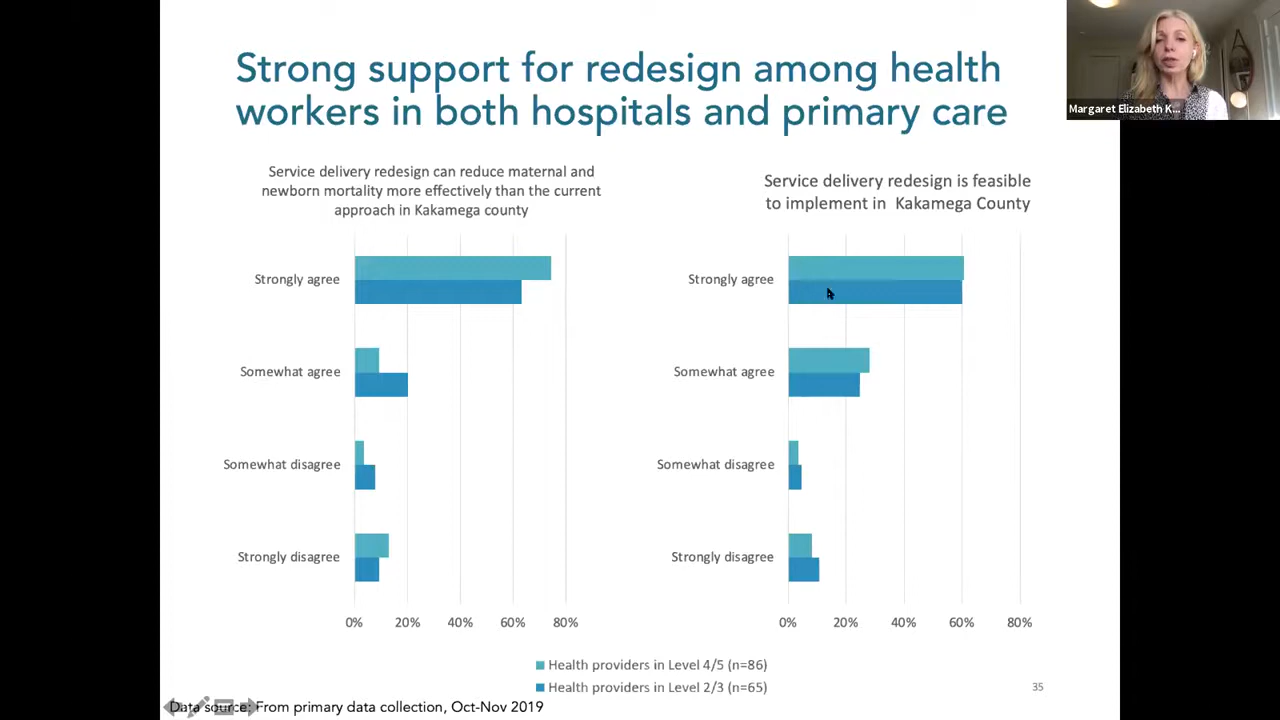 Strong support for redesign among health
workers in both hospitals and primary care
Margaret Elizabeth K...
Service delivery redesign can reduce maternal and
newborn mortality more effectively than the current
approach in Kakamega county
Strongly agree
Somewhat agree
Somewhat disagree
Strongly disagree
0% 20% 40% 60% 80%
Service delivery redesign is feasible
to implement in Kakamega County
Strongly agree
Somewhat agree
Somewhat disagree
Strongly disagree
0% 20% 40% 60% 80%
Health providers in Level 4/5 (n=86)
Health providers in Level 2/3 (n=65)
35
Data source: From primary data collection, Oct-Nov 2019